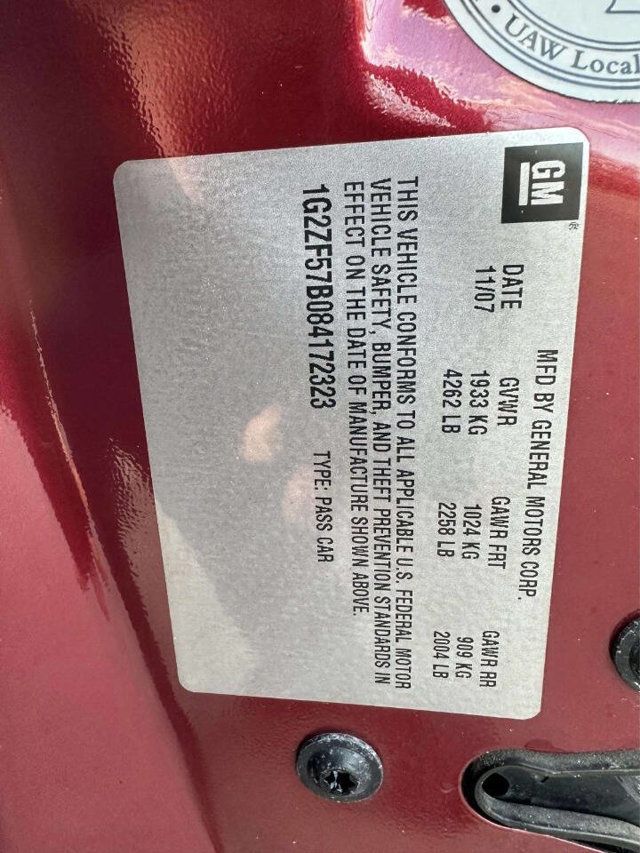 UAW Local
GM
MFD BY GENERAL MOTORS CORP.
DATE GVWR GAWR FRT GAWR RR
11/07 1933 KG 1024 KG 909 KG
4262 LB 2258 LB 2004 LB
THIS VEHICLE CONFORMS TO ALL APPLICABLE U.S. FEDERAL MOTOR
VEHICLE SAFETY, BUMPER, AND THEFT PREVENTION STANDARDS IN
EFFECT ON THE DATE OF MANUFACTURE SHOWN ABOVE.
1G2ZF57B084172323 TYPE: PASS CAR